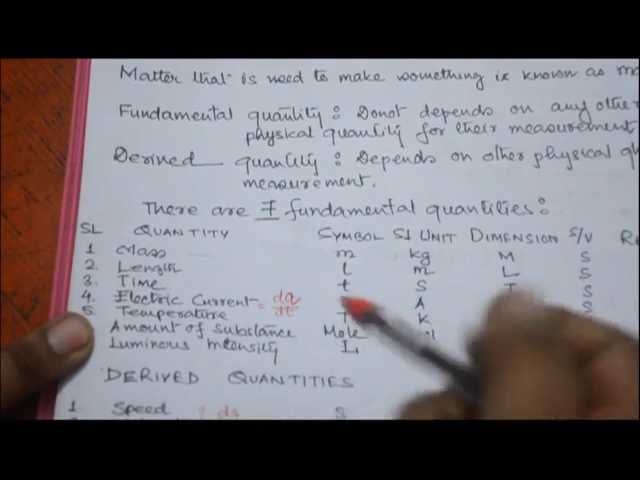 Matter that is need to make something is known as
Fundamental quantity : Donot depends on any other
physical quantity for their measurement
Derived quantity : Depends on other physical
measurement.
There are 7 fundamental quantities :
SL QUANTITY SYMBOL SI UNIT DIMENSION S/V
1 Mass m kg M S
2. Length l m L S
3. Time t S T S
4. Electric Current = dq/dt A S
5. Temperature T K
Amount of substance Mole
Luminous intensity
DERIVED QUANTITIES
1. Speed ds S